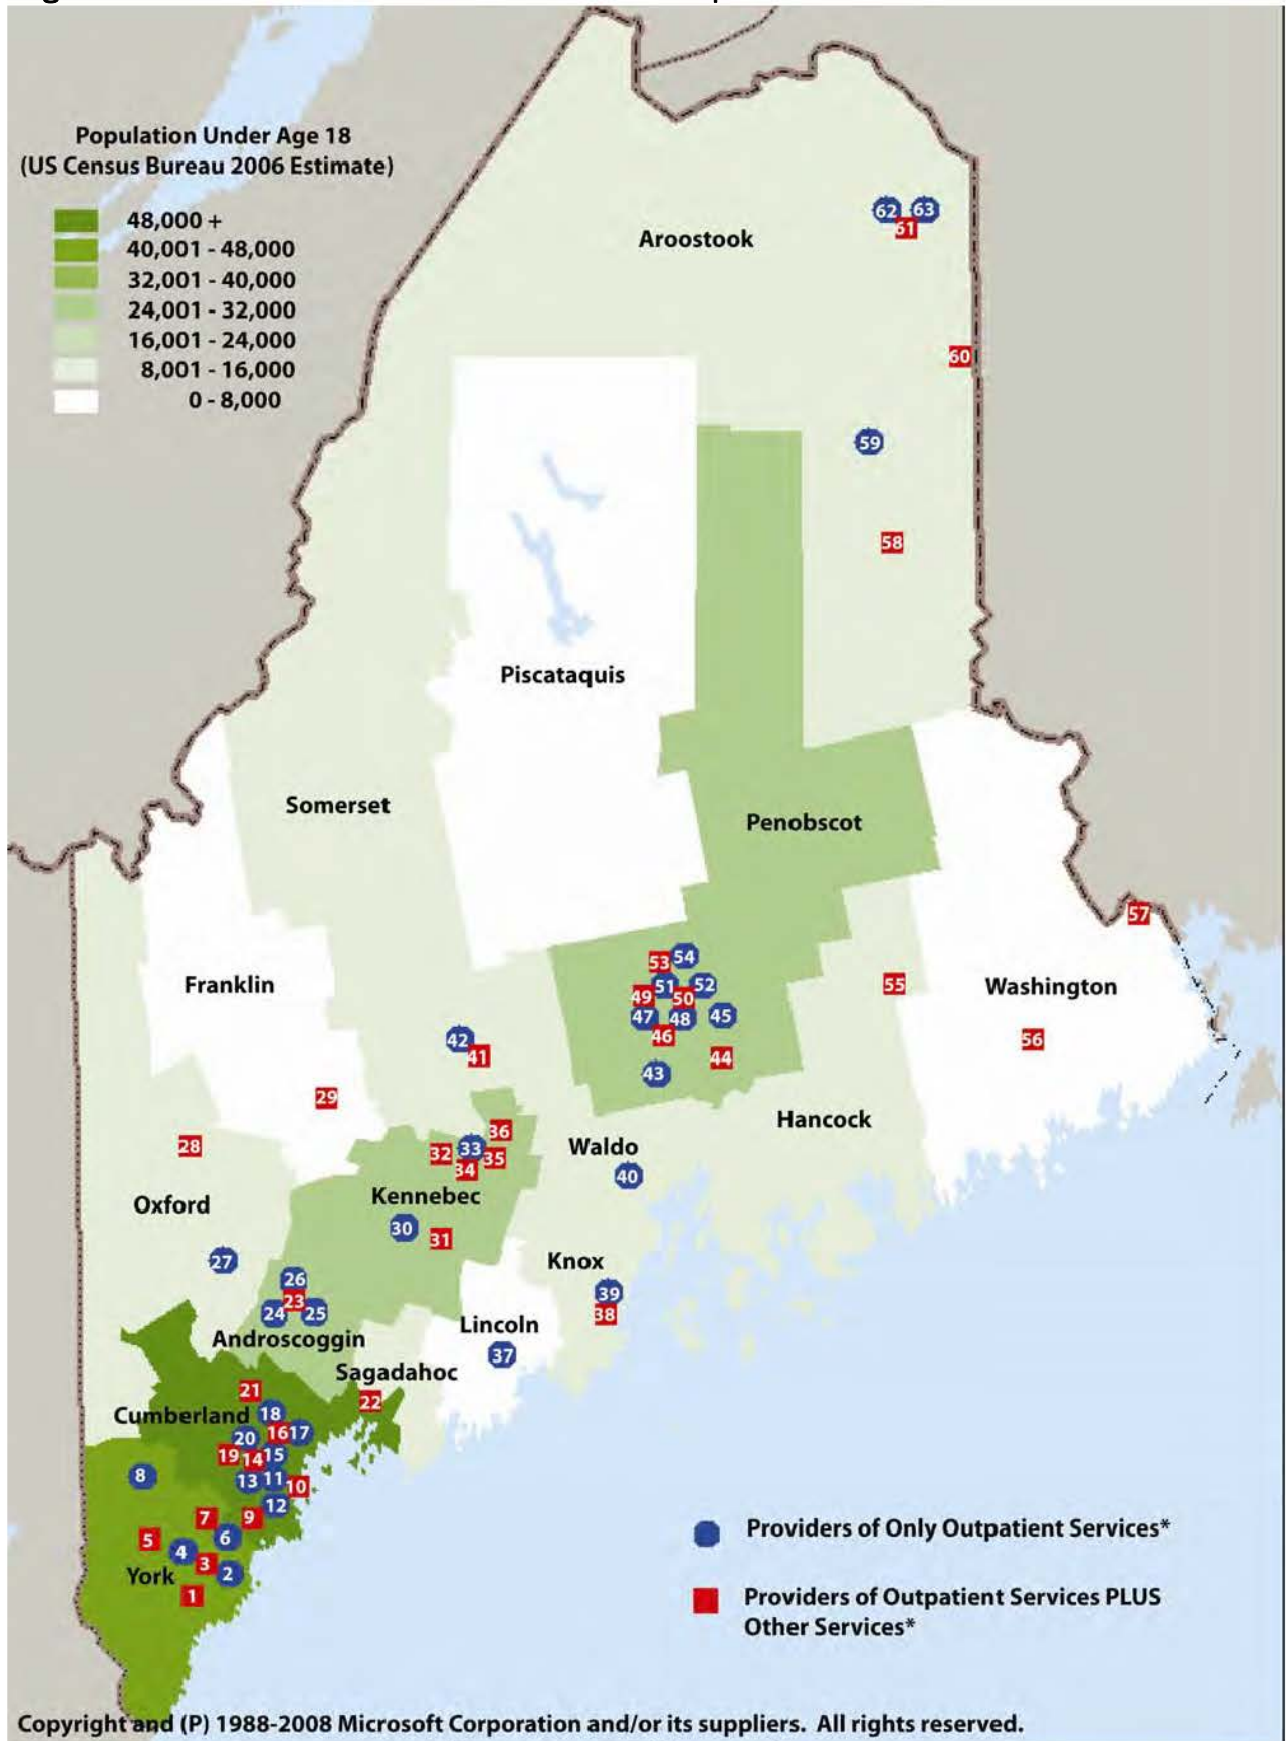 Population Under Age 18
(US Census Bureau 2006 Estimate)
48,000 +
40,001 - 48,000
32,001 - 40,000
24,001 - 32,000
16,001 - 24,000
8,001 - 16,000
0 - 8,000
62 63
61
Aroostook
60
59
58
Piscataquis
Somerset
Penobscot
57
53 54
Franklin
51 52
55
Washington
49 50
47 48 45
42
46
56
41
44
43
29
Hancock
36
28
32 33
Waldo
35
34
40
Kennebec
Oxford
30
31
27
Knox
26
39
23
24 25
38
Lincoln
Androscoggin
37
Sagadahoc
21
22
Cumberland 18
20 16 17
19 14 15
8
13 11 10
12
7 9
Providers of Only Outpatient Services*
5 6
4
3
York 2
1
Providers of Outpatient Services PLUS
Other Services*
Copyright and (P) 1988-2008 Microsoft Corporation and/or its suppliers. All rights reserved.